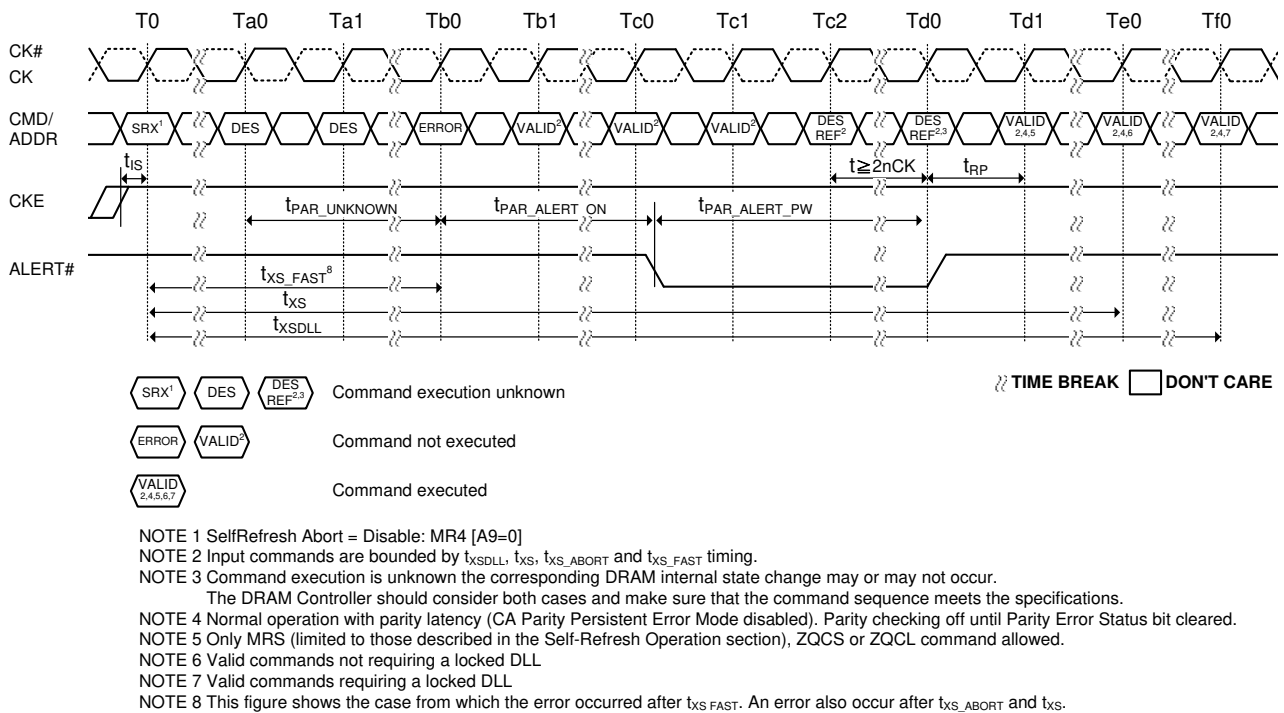 T0 Ta0 Ta1 Tb0 Tb1 Tc0 Tc1 Tc2 Td0 Td1 Te0 Tf0
CK#
CK
CMD/
ADDR
SRX¹ DES DES ERROR VALID² VALID² VALID² DES REF² DES REF²,³ VALID 2,4,5 VALID 2,4,6 VALID 2,4,7
tIS t≧2nCK tRP
CKE
tPAR_UNKNOWN tPAR_ALERT_ON tPAR_ALERT_PW
ALERT#
tXS_FAST⁸
tXS
tXSDLL
SRX¹ DES DES REF²,³ Command execution unknown
TIME BREAK DON'T CARE
ERROR VALID² Command not executed
VALID 2,4,5,6,7 Command executed
NOTE 1 SelfRefresh Abort = Disable: MR4 [A9=0]
NOTE 2 Input commands are bounded by tXSDLL, tXS, tXS_ABORT and tXS_FAST timing.
NOTE 3 Command execution is unknown the corresponding DRAM internal state change may or may not occur.
The DRAM Controller should consider both cases and make sure that the command sequence meets the specifications.
NOTE 4 Normal operation with parity latency (CA Parity Persistent Error Mode disabled). Parity checking off until Parity Error Status bit cleared.
NOTE 5 Only MRS (limited to those described in the Self-Refresh Operation section), ZQCS or ZQCL command allowed.
NOTE 6 Valid commands not requiring a locked DLL
NOTE 7 Valid commands requiring a locked DLL
NOTE 8 This figure shows the case from which the error occurred after tXS FAST. An error also occur after tXS_ABORT and tXS.